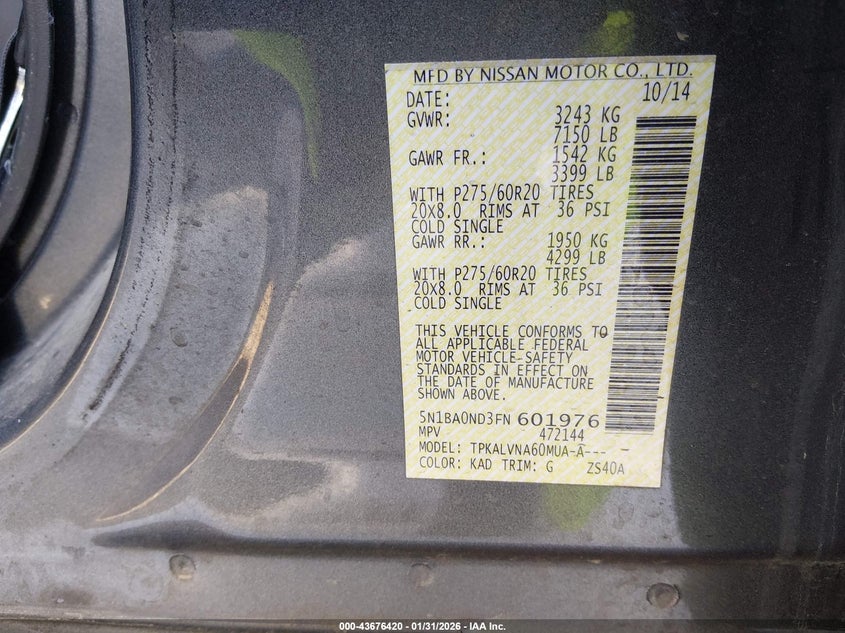 MFD BY NISSAN MOTOR CO., LTD.
DATE: 10/14
GVWR: 3243 KG
7150 LB
GAWR FR.: 1542 KG
3399 LB
WITH P275/60R20 TIRES
20X8.0 RIMS AT 36 PSI
COLD SINGLE
GAWR RR.: 1950 KG
4299 LB
WITH P275/60R20 TIRES
20X8.0 RIMS AT 36 PSI
COLD SINGLE
THIS VEHICLE CONFORMS TO
ALL APPLICABLE FEDERAL
MOTOR VEHICLE-SAFETY
STANDARDS IN EFFECT ON
THE DATE OF MANUFACTURE
SHOWN ABOVE.
5N1BA0ND3FN 601976
MPV 472144
MODEL: TPKALVNA60MUA-A--- -
COLOR: KAD TRIM: G ZS40A
000-43676420 - 01/31/2026 - IAA Inc.